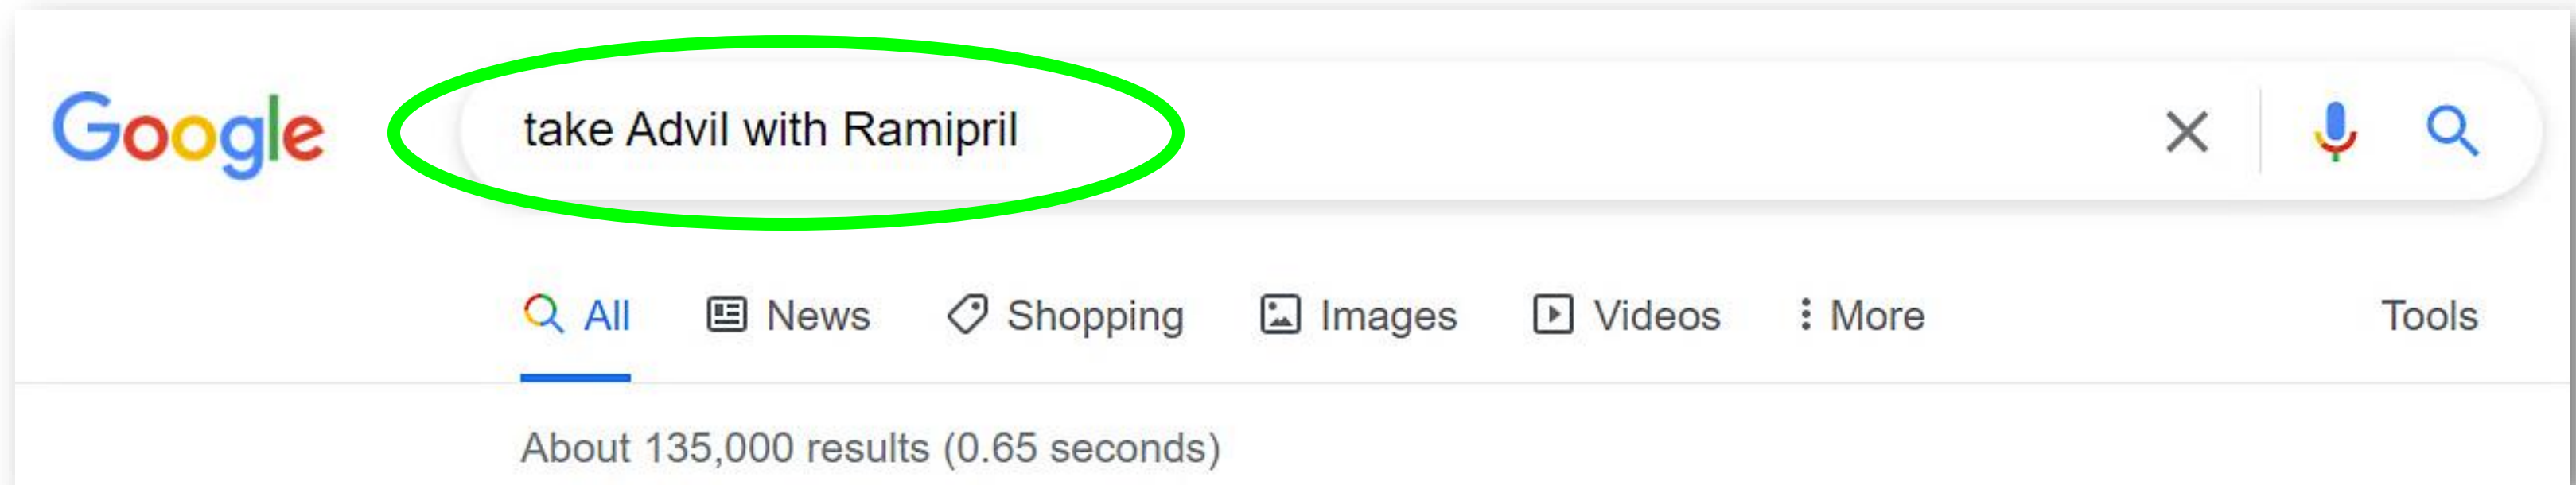 Google take Advil with Ramipril
All News Shopping Images Videos More Tools
About 135,000 results (0.65 seconds)